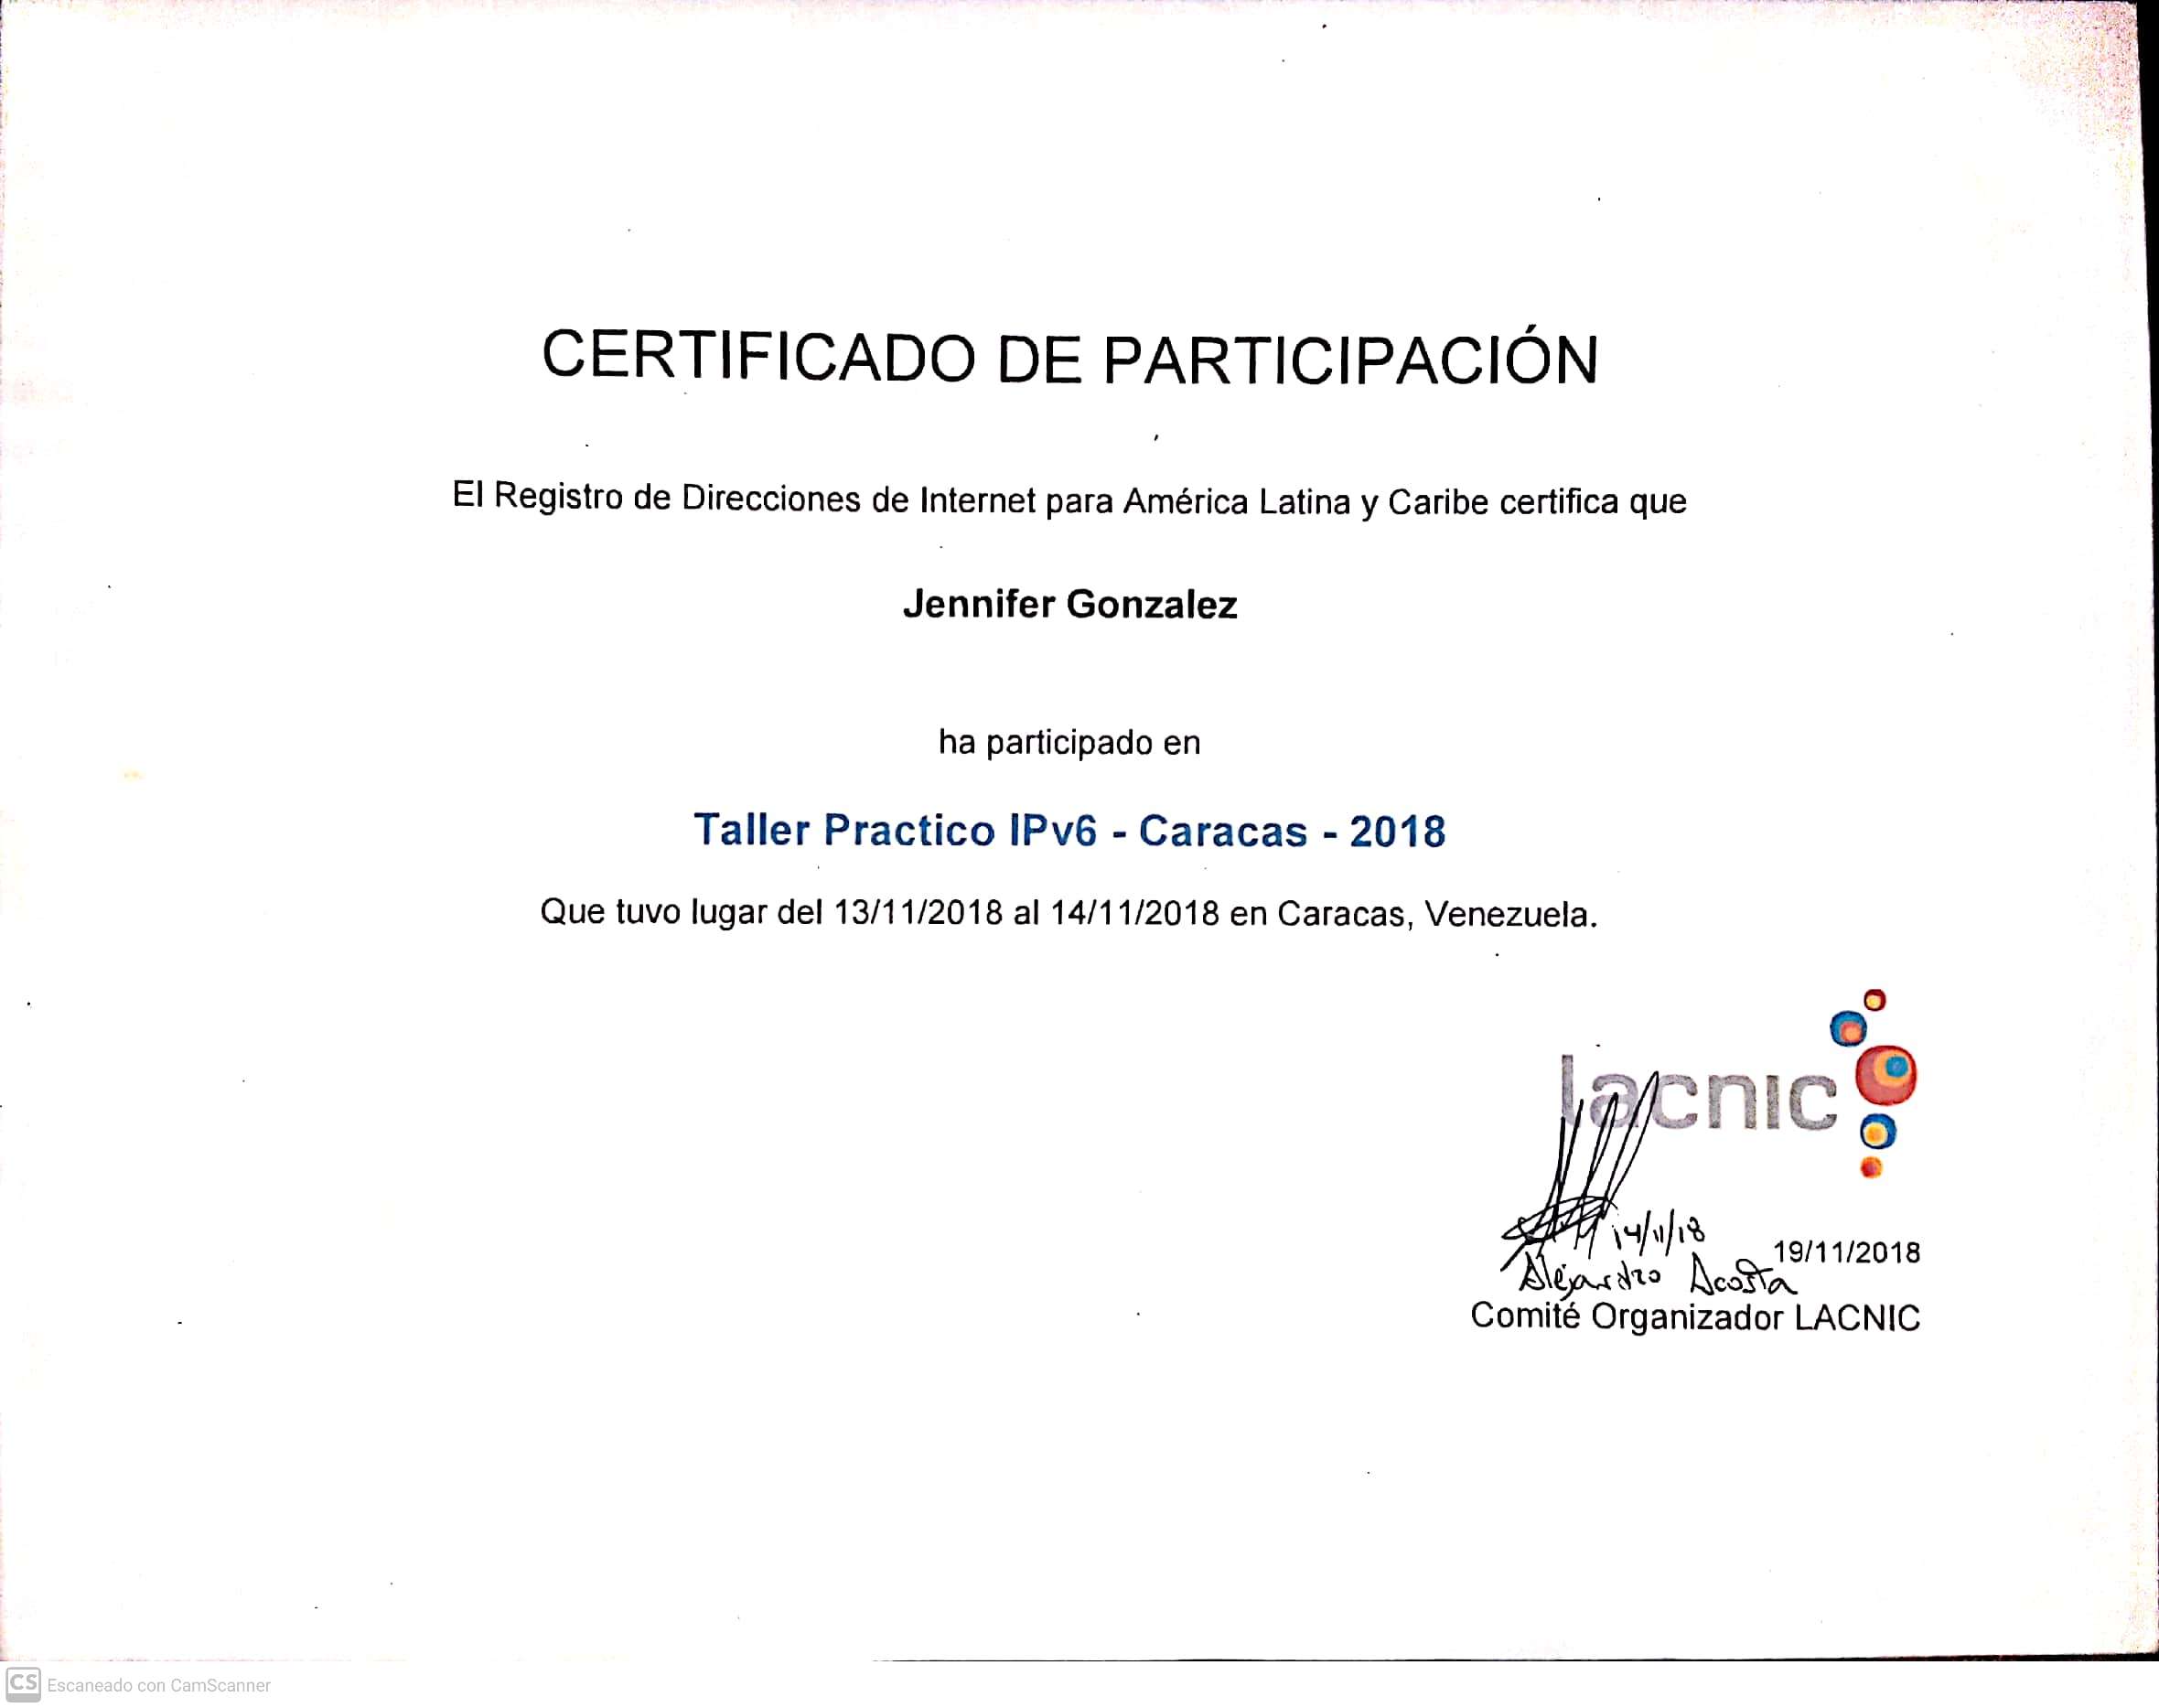 CERTIFICADO DE PARTICIPACIÓN
El Registro de Direcciones de Internet para América Latina y Caribe certifica que
Jennifer Gonzalez
ha participado en
Taller Practico IPv6 - Caracas - 2018
Que tuvo lugar del 13/11/2018 al 14/11/2018 en Caracas, Venezuela.
lacnic
14/11/18
19/11/2018
Alejandro Acosta
Comité Organizador LACNIC
CS Escaneado con CamScanner